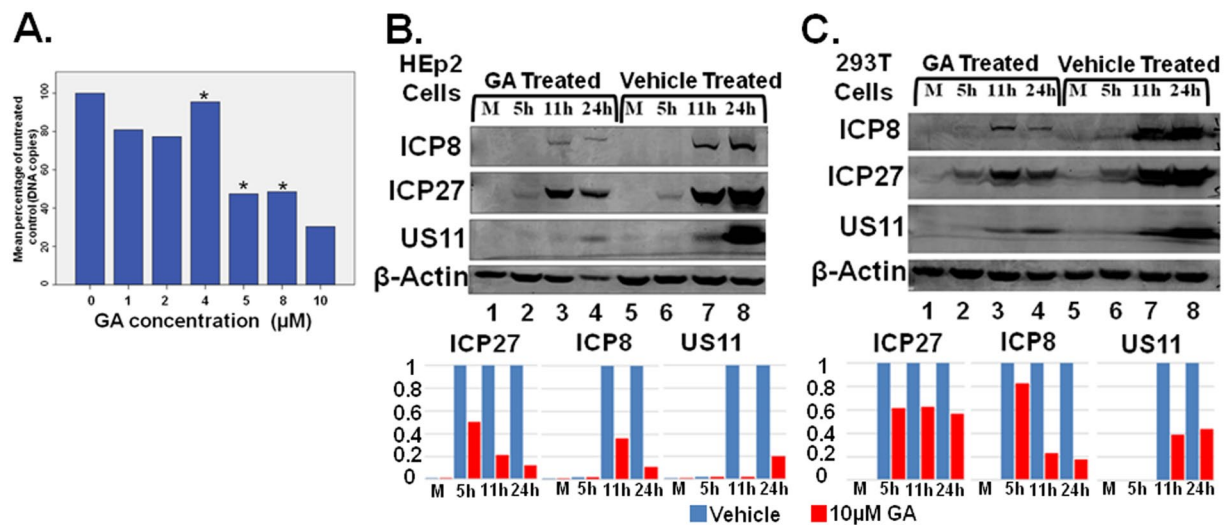 A.
Mean percentage of untreated
control (DNA copies)
100
80
60
40
20
0
* * *
0 1 2 4 5 8 10
GA concentration (µM)
B.
HEp2
Cells
GA Treated Vehicle Treated
M 5h 11h 24h M 5h 11h 24h
ICP8
ICP27
US11
β-Actin
1 2 3 4 5 6 7 8
ICP27 ICP8 US11
1
0.8
0.6
0.4
0.2
0
M 5h 11h 24h M 5h 11h 24h M 5h 11h 24h
C.
293T
Cells
GA Treated Vehicle Treated
M 5h 11h 24h M 5h 11h 24h
ICP8
ICP27
US11
β-Actin
1 2 3 4 5 6 7 8
ICP27 ICP8 US11
1
0.8
0.6
0.4
0.2
0
M 5h 11h 24h M 5h 11h 24h M 5h 11h 24h
Vehicle 10µM GA